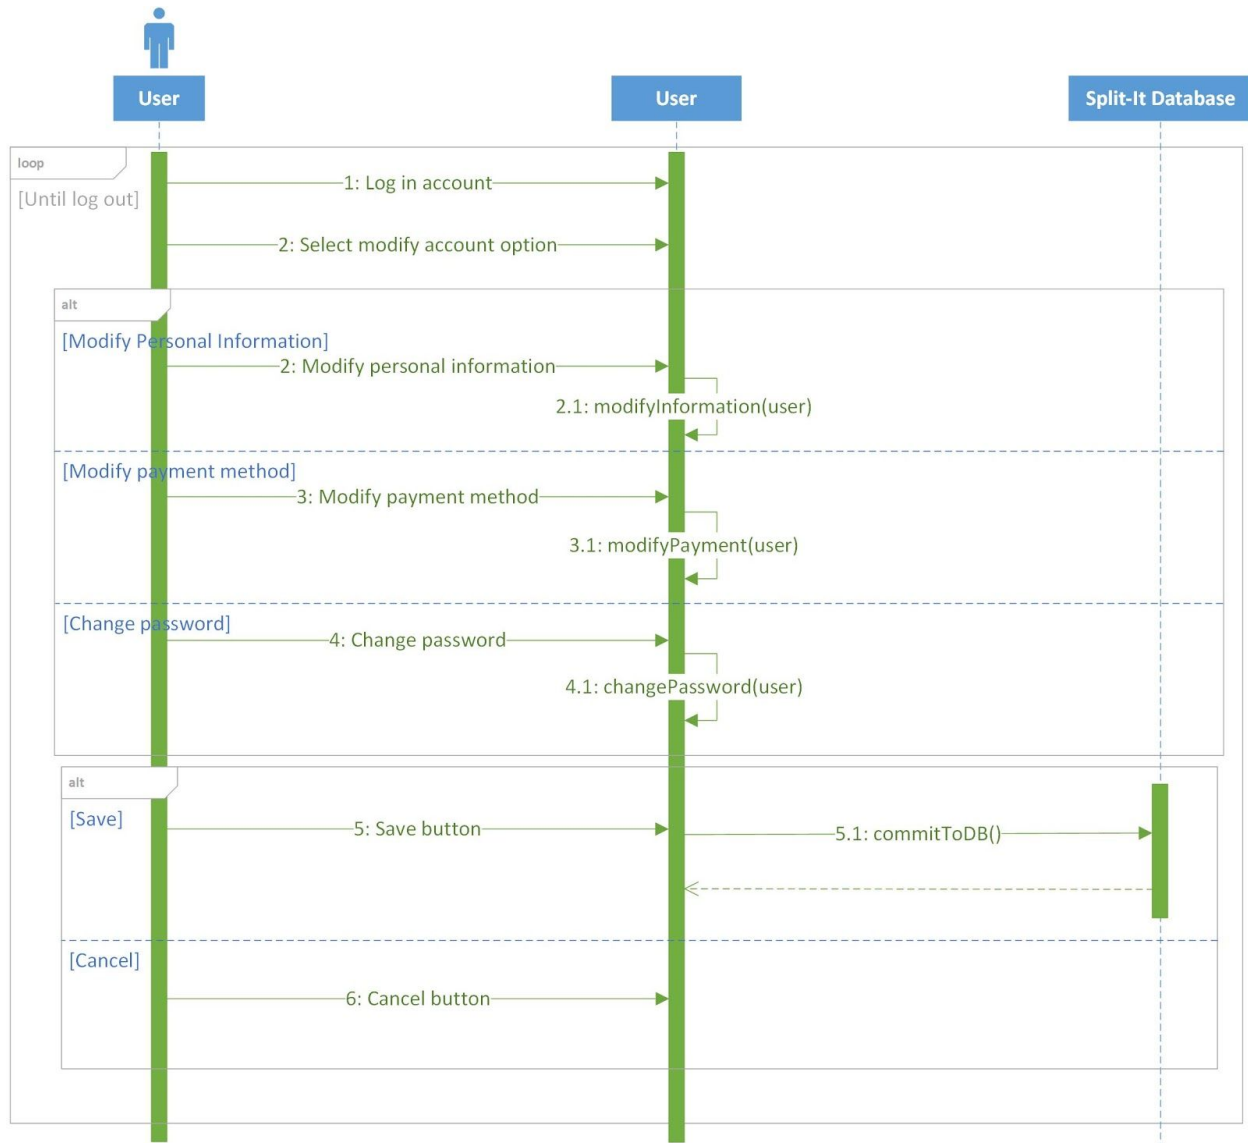 User
User
Split-It Database
loop
[Until log out]
1: Log in account
2: Select modify account option
alt
[Modify Personal Information]
2: Modify personal information
2.1: modifyInformation(user)
[Modify payment method]
3: Modify payment method
3.1: modifyPayment(user)
[Change password]
4: Change password
4.1: changePassword(user)
alt
[Save]
5: Save button
5.1: commitToDB()
[Cancel]
6: Cancel button